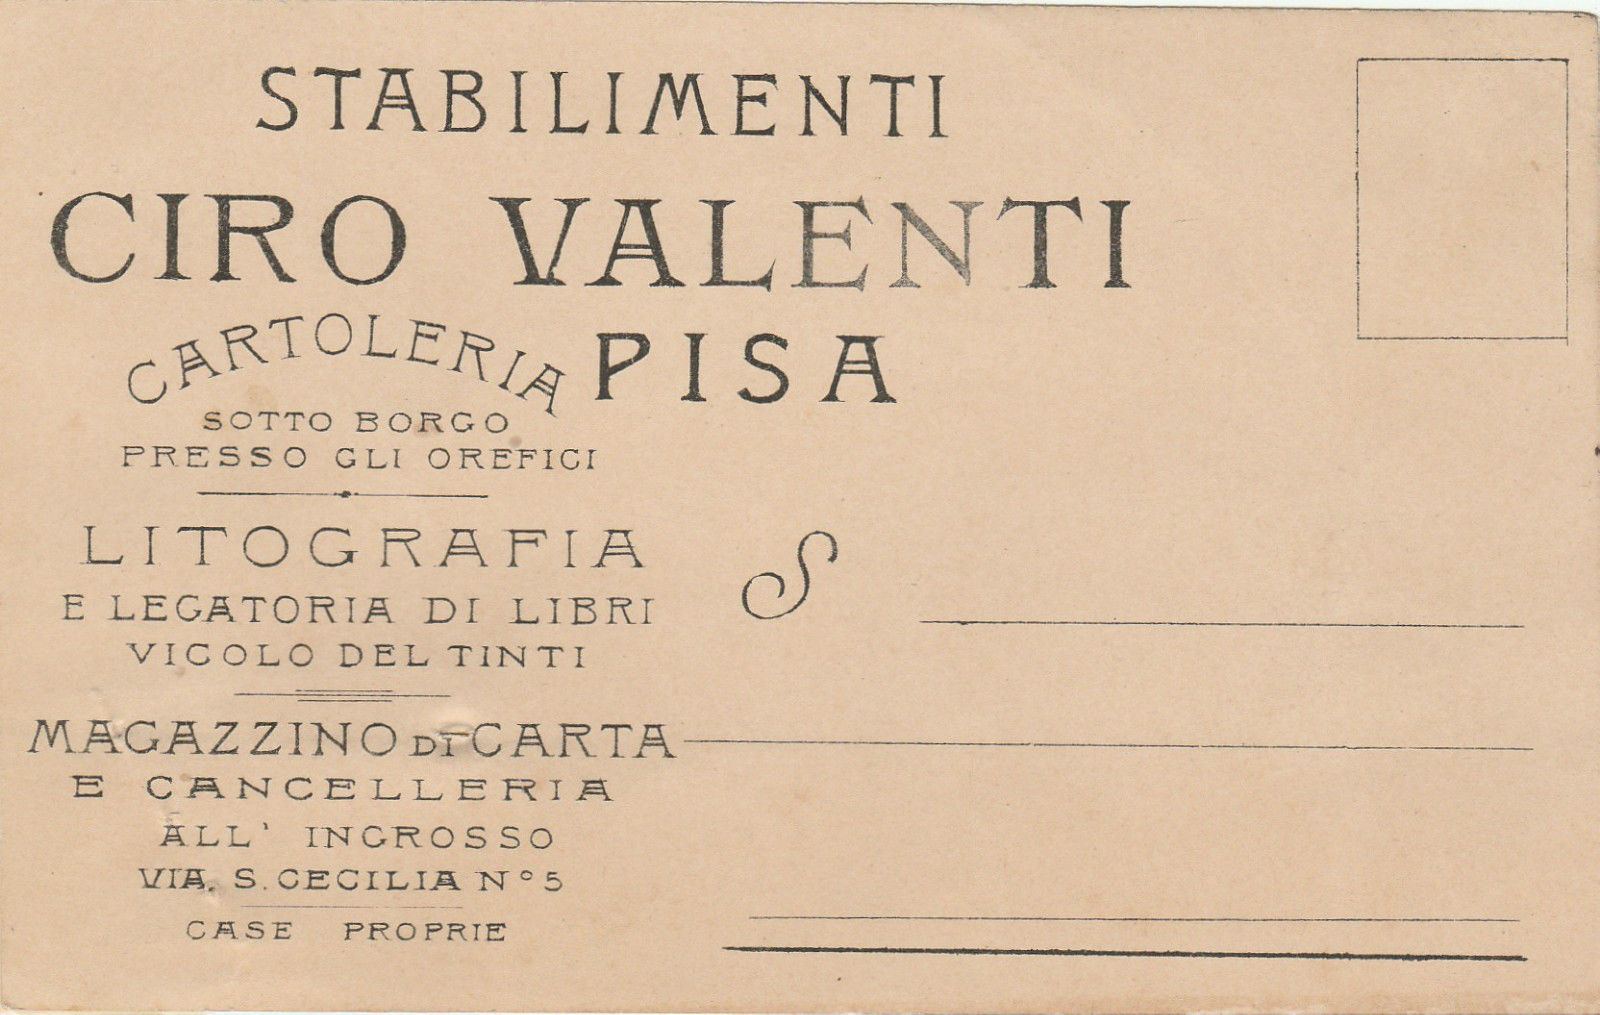 STABILIMENTI
CIRO VALENTI
PISA
CARTOLERIA
SOTTO BORGO
PRESSO GLI OREFICI
LITOGRAFIA
E LEGATORIA DI LIBRI
VICOLO DEL TINTI
MAGAZZINO DI CARTA
E CANCELLERIA
ALL' INGROSSO
VIA. S. CECILIA N° 5
CASE PROPRIE
S